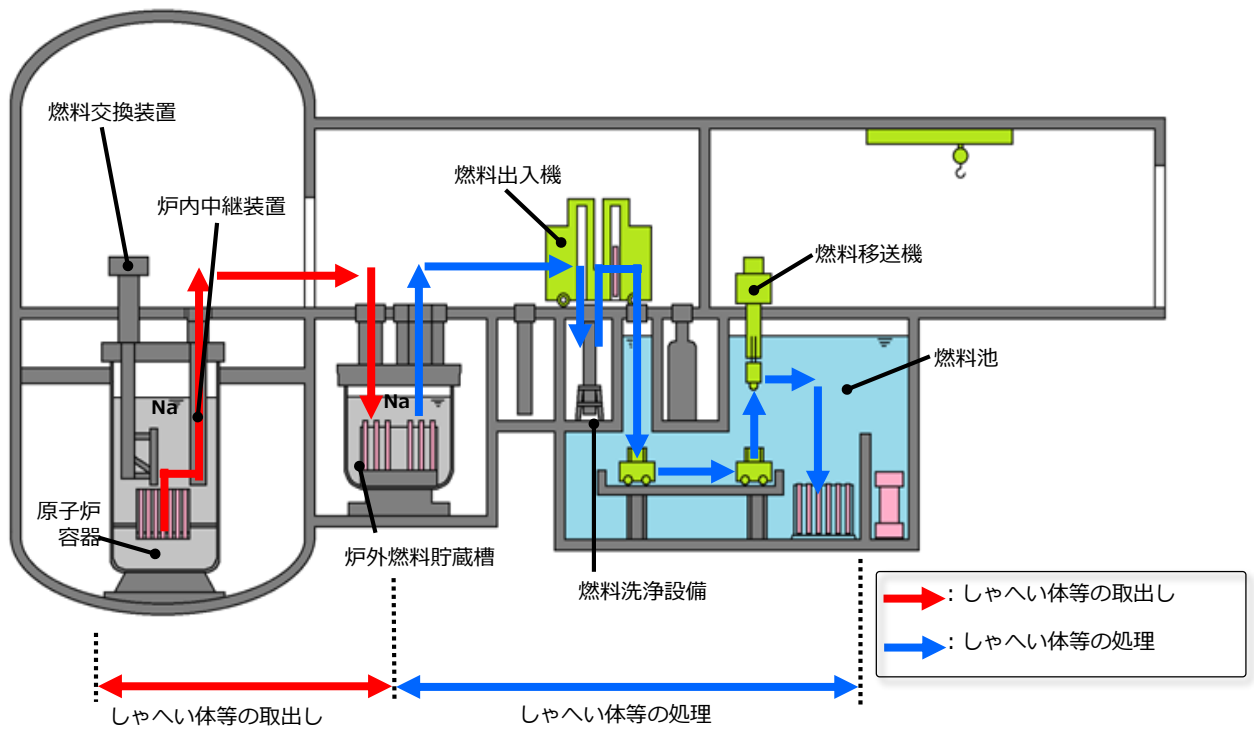 燃料交換装置
炉内中継装置
燃料出入機
燃料移送機
燃料池
Na
Na
原子炉
容器
炉外燃料貯蔵槽
燃料洗浄設備
: しゃへい体等の取出し
: しゃへい体等の処理
しゃへい体等の取出し
しゃへい体等の処理